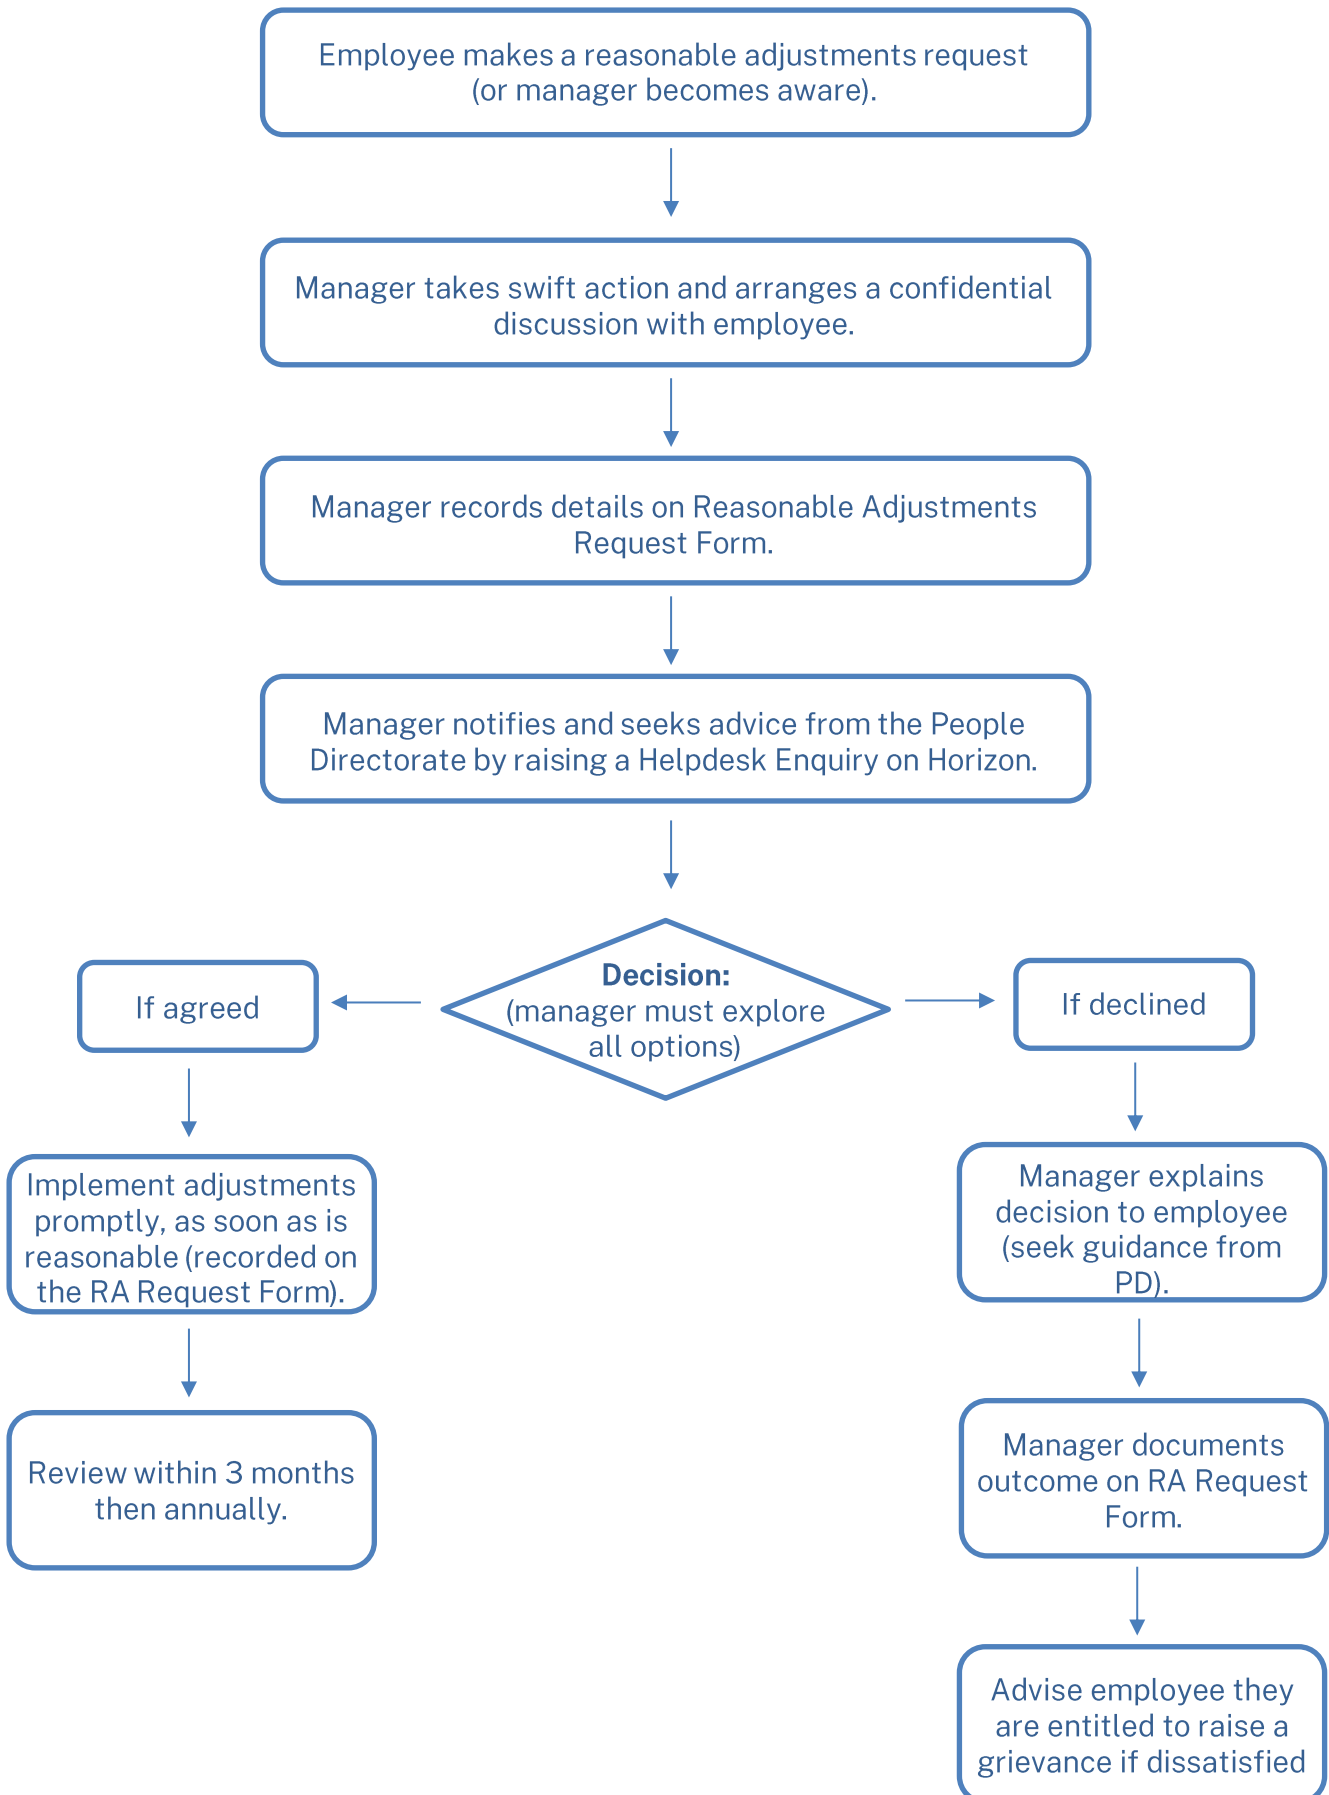 Employee makes a reasonable adjustments request
(or manager becomes aware).
Manager takes swift action and arranges a confidential
discussion with employee.
Manager records details on Reasonable Adjustments
Request Form.
Manager notifies and seeks advice from the People
Directorate by raising a Helpdesk Enquiry on Horizon.
Decision:
(manager must explore
all options)
If agreed
Implement adjustments
promptly, as soon as is
reasonable (recorded on
the RA Request Form).
Review within 3 months
then annually.
If declined
Manager explains
decision to employee
(seek guidance from
PD).
Manager documents
outcome on RA Request
Form.
Advise employee they
are entitled to raise a
grievance if dissatisfied